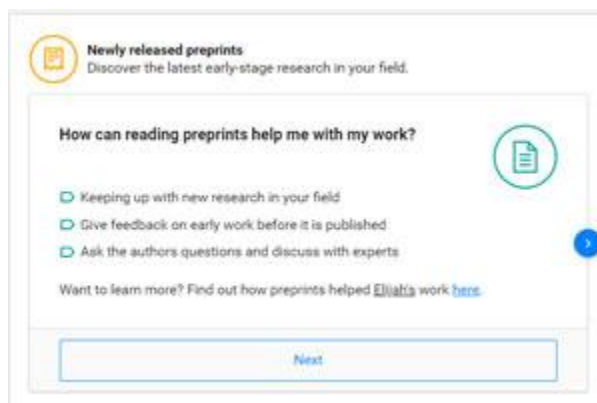 Newly released preprints
Discover the latest early-stage research in your field.
How can reading preprints help me with my work?
Keeping up with new research in your field
Give feedback on early work before it is published
Ask the authors questions and discuss with experts
Want to learn more? Find out how preprints helped Elijah's work here.
Next